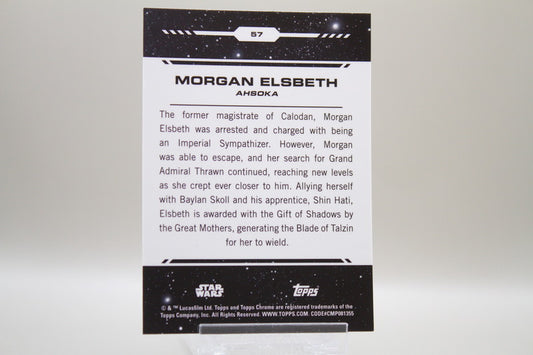 57
MORGAN ELSBETH
AHSOKA
The former magistrate of Calodan, Morgan
Elsbeth was arrested and charged with being
an Imperial Sympathizer. However, Morgan
was able to escape, and her search for Grand
Admiral Thrawn continued, reaching new levels
as she crept ever closer to him. Allying herself
with Baylan Skoll and his apprentice, Shin Hati,
Elsbeth is awarded with the Gift of Shadows by
the Great Mothers, generating the Blade of Talzin
for her to wield.
STAR
WARS
Topps
© & ™ Lucasfilm Ltd. Topps and Topps Chrome are registered trademarks of the
Topps Company, Inc. All Rights Reserved. WWW.TOPPS.COM. CODE#CMP081355